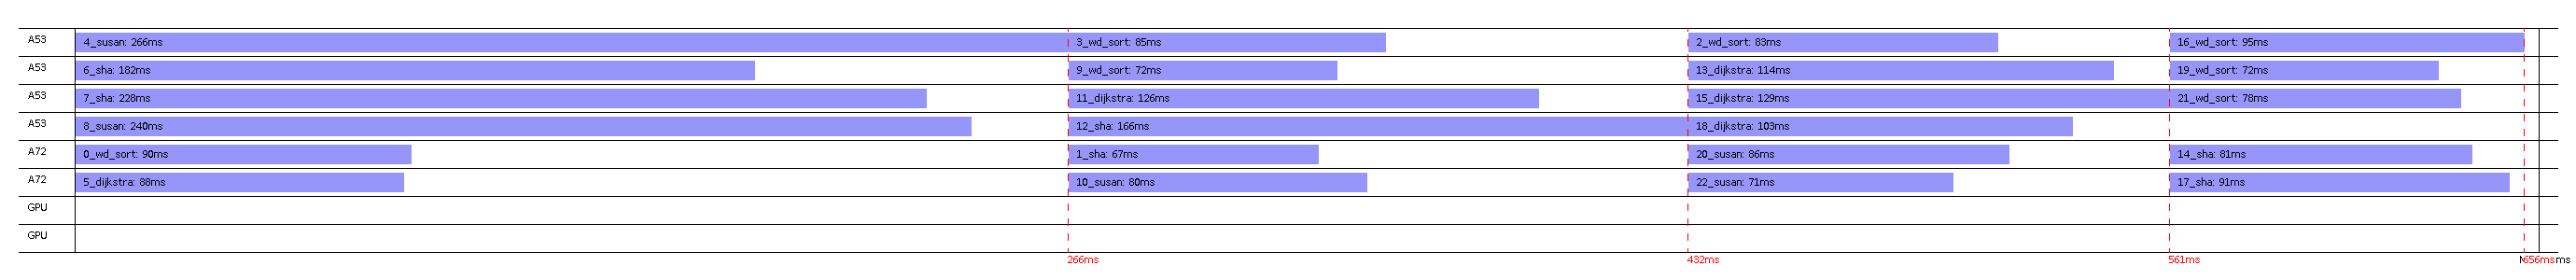 A53 4_susan: 266ms 3_wd_sort: 85ms 2_wd_sort: 83ms 16_wd_sort: 95ms
A53 6_sha: 182ms 9_wd_sort: 72ms 13_dijkstra: 114ms 19_wd_sort: 72ms
A53 7_sha: 228ms 11_dijkstra: 126ms 15_dijkstra: 129ms 21_wd_sort: 78ms
A53 8_susan: 240ms 12_sha: 166ms 18_dijkstra: 103ms
A72 0_wd_sort: 90ms 1_sha: 67ms 20_susan: 86ms 14_sha: 81ms
A72 5_dijkstra: 88ms 10_susan: 80ms 22_susan: 71ms 17_sha: 91ms
GPU
GPU
266ms 432ms 561ms 656ms